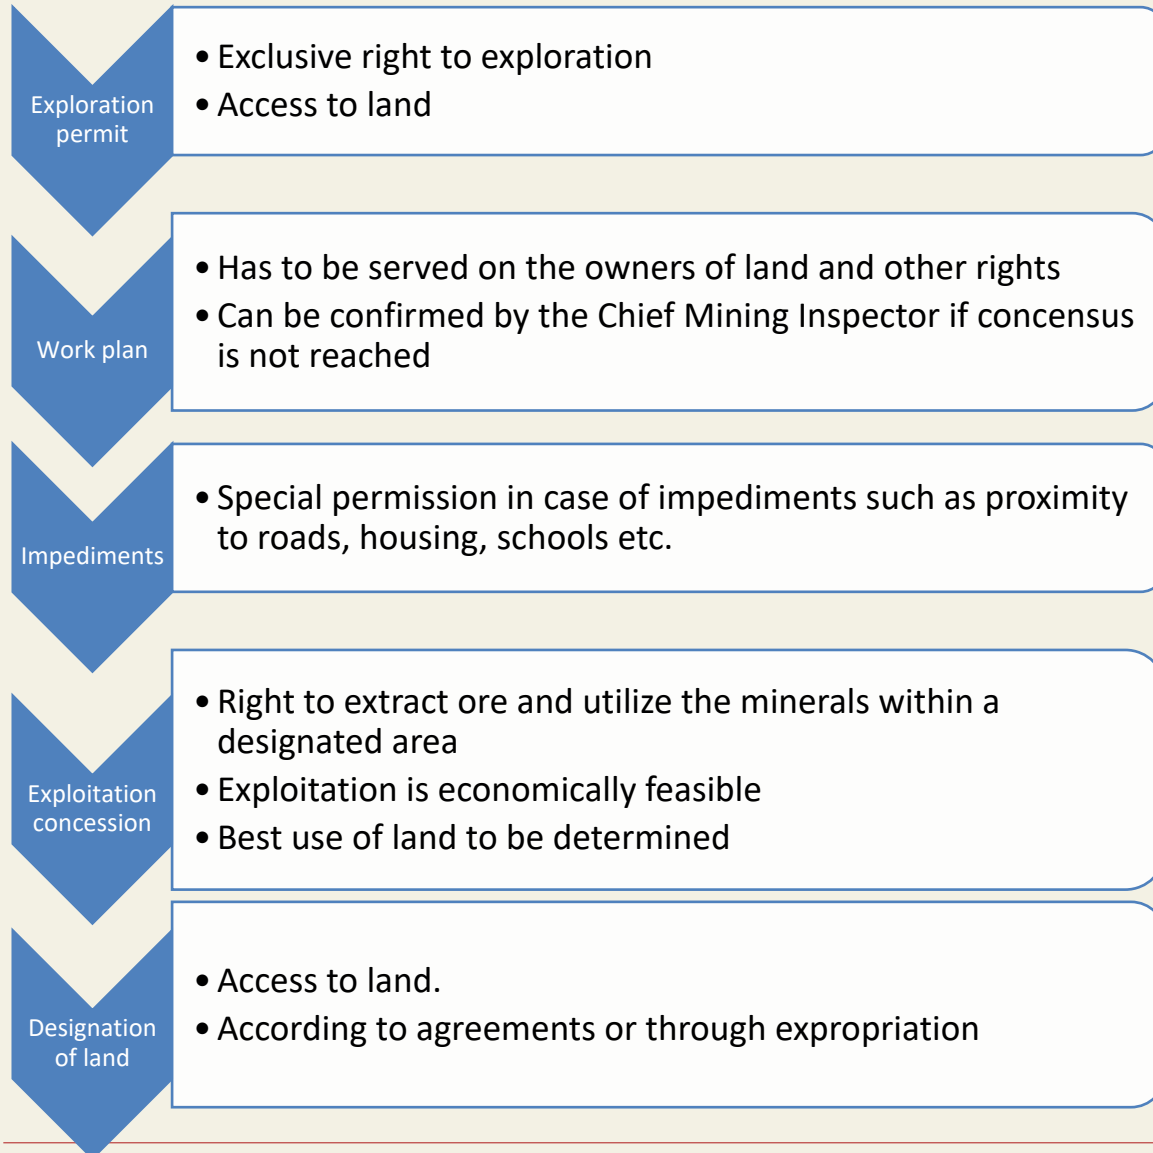 Exploration
permit
• Exclusive right to exploration
• Access to land
Work plan
• Has to be served on the owners of land and other rights
• Can be confirmed by the Chief Mining Inspector if concensus
is not reached
Impediments
• Special permission in case of impediments such as proximity
to roads, housing, schools etc.
Exploitation
concession
• Right to extract ore and utilize the minerals within a
designated area
• Exploitation is economically feasible
• Best use of land to be determined
Designation
of land
• Access to land.
• According to agreements or through expropriation